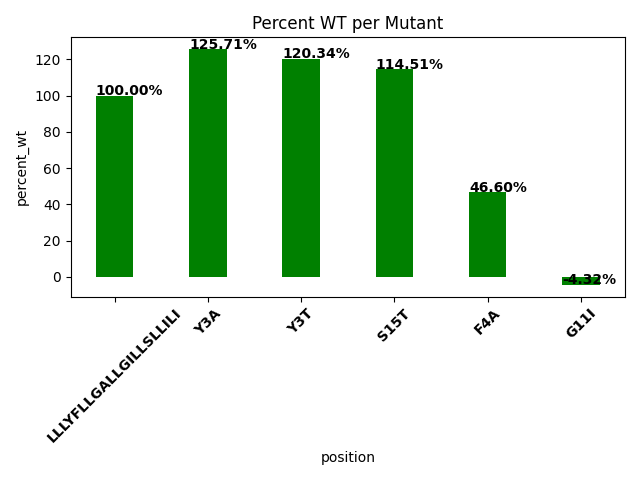 Percent WT per Mutant
percent_wt
120
100
80
60
40
20
0
100.00%
125.71%
120.34%
114.51%
46.60%
-4.32%
LLLYFLLGALLGILLSLLILI
Y3A
Y3T
S15T
F4A
G11I
position